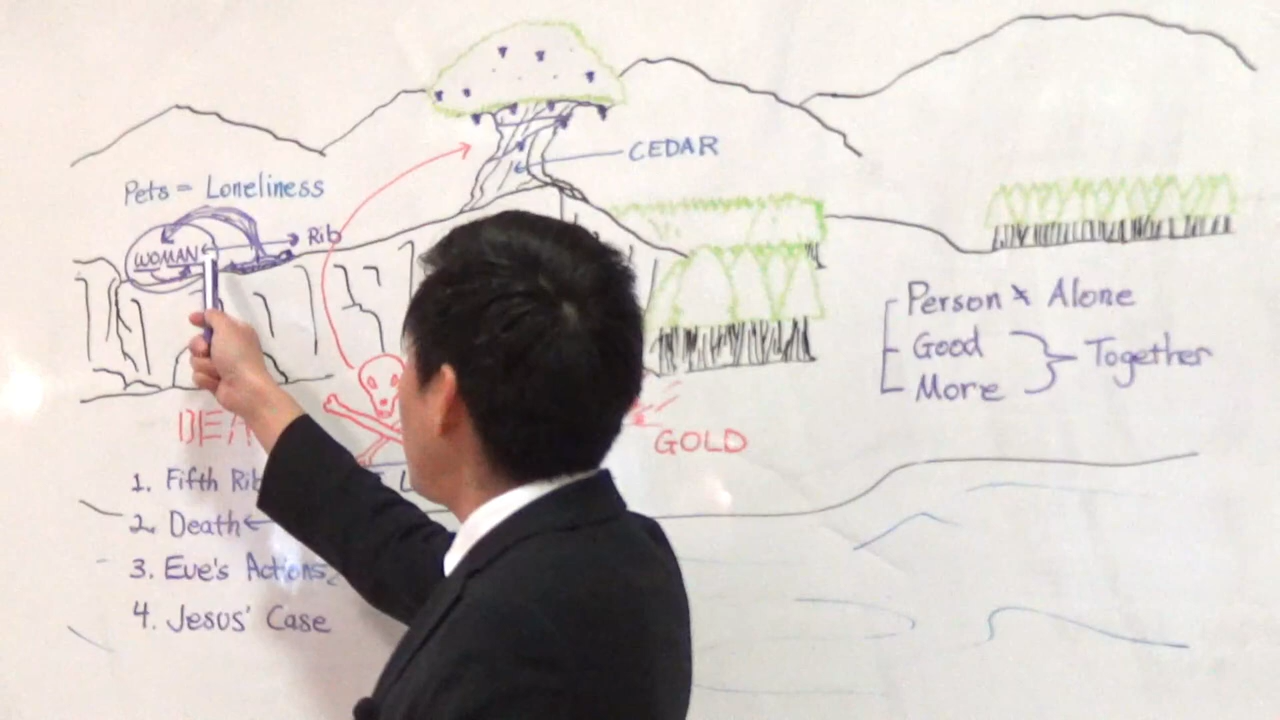 CEDAR
Pets = Loneliness
Rib
WOMAN
Person x Alone
Good
More
Together
GOLD
1. Fifth Rib
2. Death
3. Eve's Actions
4. Jesus' Case